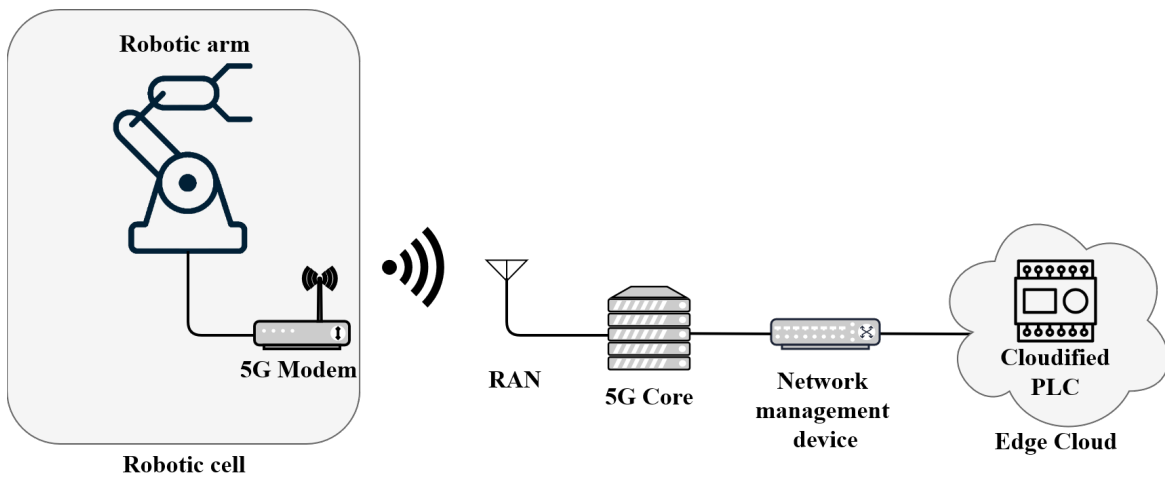 Robotic arm
5G Modem
Robotic cell
RAN
5G Core
Network
management
device
Cloudified
PLC
Edge Cloud